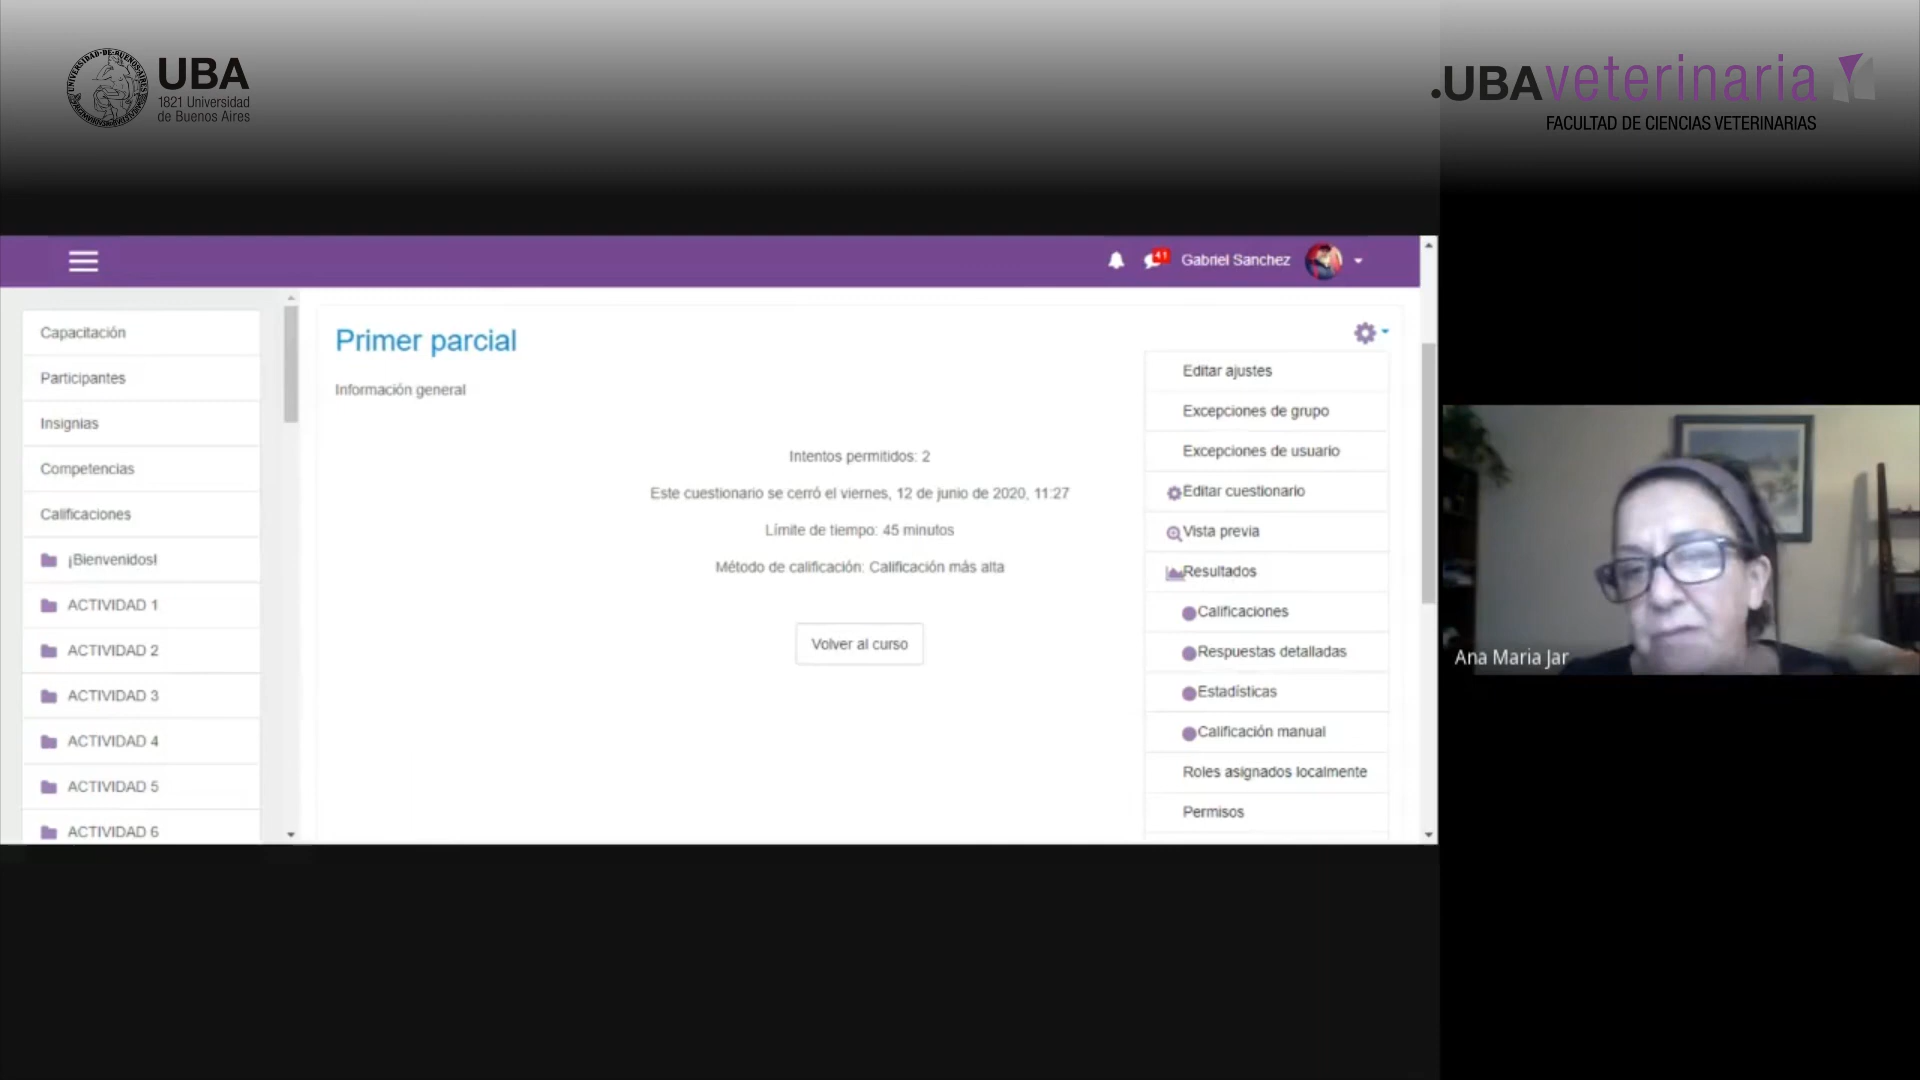 UBA
1821 Universidad
de Buenos Aires
.UBAveterinaria
FACULTAD DE CIENCIAS VETERINARIAS
41
Gabriel Sanchez
Capacitación
Participantes
Insignias
Competencias
Calificaciones
¡Bienvenidos!
ACTIVIDAD 1
ACTIVIDAD 2
ACTIVIDAD 3
ACTIVIDAD 4
ACTIVIDAD 5
ACTIVIDAD 6
Primer parcial
Información general
Intentos permitidos: 2
Este cuestionario se cerró el viernes, 12 de junio de 2020, 11:27
Límite de tiempo: 45 minutos
Método de calificación: Calificación más alta
Volver al curso
Editar ajustes
Excepciones de grupo
Excepciones de usuario
Editar cuestionario
Vista previa
Resultados
Calificaciones
Respuestas detalladas
Estadísticas
Calificación manual
Roles asignados localmente
Permisos
Ana Maria Jar